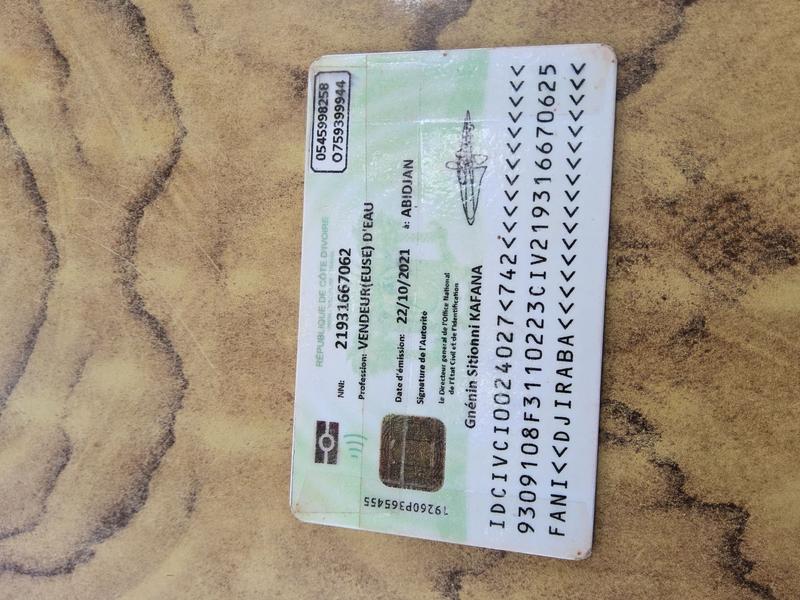 RÉPUBLIQUE DE CÔTE D'IVOIRE
0545998258
0759399944
NNI: 21931667062
Profession: VENDEUR(EUSE) D'EAU
Date d'émission: 22/10/2021 à: ABIDJAN
Signature de l'Autorité
le Directeur général de l'Office National
de l'Etat Civil et de l'Identification
Gnénin Sitionni KAFANA
19260P365455
IDCIVCI0024027<742<<<<<<<<<<<<
9309108F3110223CIV219316670625
FANI<<DJIRABA<<<<<<<<<<<<<<<<<